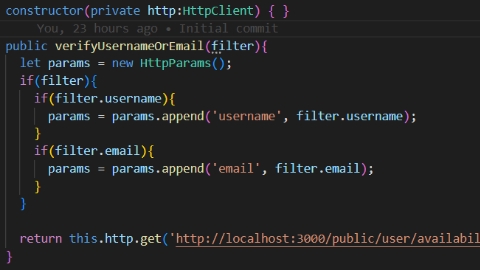 constructor(private http:HttpClient) { }
You, 23 hours ago • Initial commit
public verifyUsernameOrEmail(filter){
let params = new HttpParams();
if(filter){
if(filter.username){
params = params.append('username', filter.username);
}
if(filter.email){
params = params.append('email', filter.email);
}
}
return this.http.get('http://localhost:3000/public/user/availabil
}